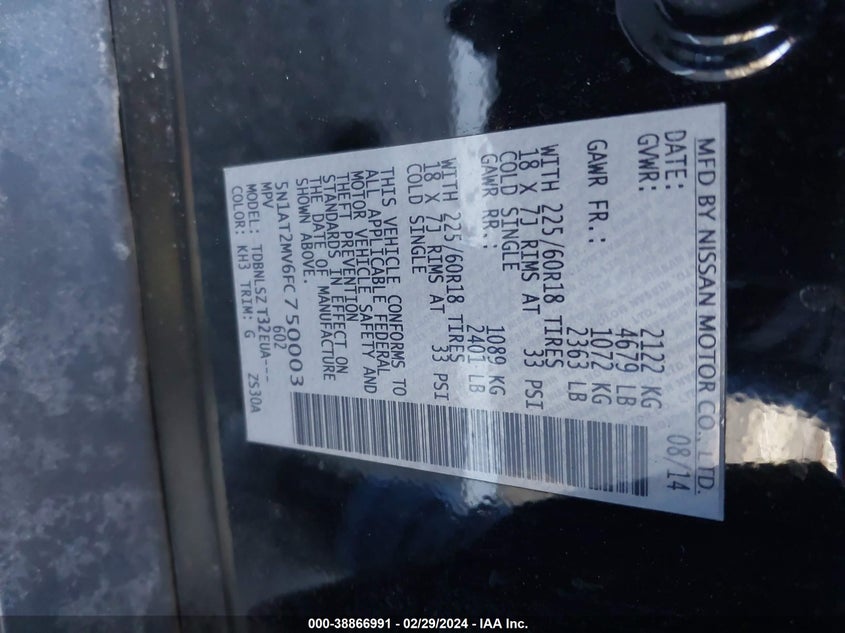 MFD BY NISSAN MOTOR CO., LTD.
DATE: 08/14
GVWR: 2122 KG
4679 LB
GAWR FR.: 1072 KG
2363 LB
WITH 225/60R18 TIRES
18 X 7J RIMS AT 33 PSI
COLD SINGLE
GAWR RR.: 1089 KG
2401 LB
WITH 225/60R18 TIRES
18 X 7J RIMS AT 33 PSI
COLD SINGLE
THIS VEHICLE CONFORMS TO
ALL APPLICABLE FEDERAL
MOTOR VEHICLE SAFETY AND
THEFT PREVENTION
STANDARDS IN EFFECT ON
THE DATE OF MANUFACTURE
SHOWN ABOVE.
5N1AT2MV6FC750003
MPV 602
MODEL: TDBNLSZ T32EUA---
COLOR: KH3 TRIM: G ZS30A
000-38866991 - 02/29/2024 - IAA Inc.